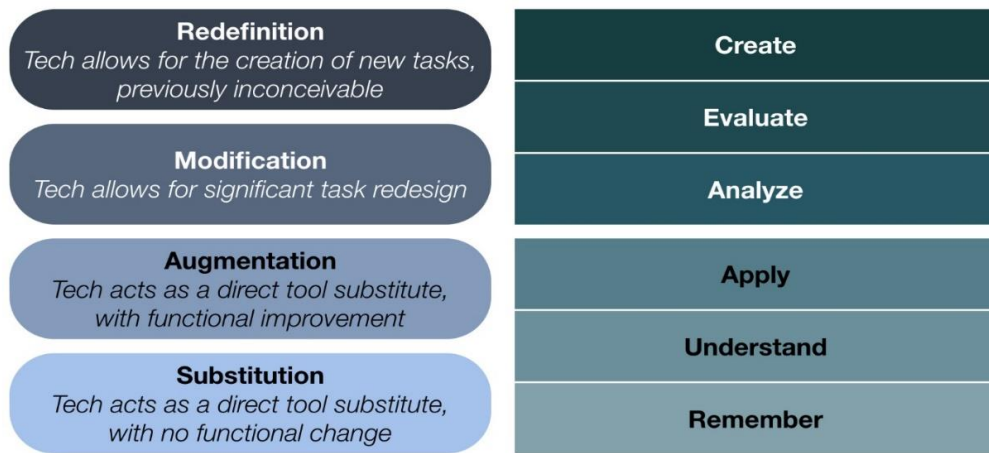 Redefinition
Tech allows for the creation of new tasks,
previously inconceivable
Modification
Tech allows for significant task redesign
Augmentation
Tech acts as a direct tool substitute,
with functional improvement
Substitution
Tech acts as a direct tool substitute,
with no functional change
Create
Evaluate
Analyze
Apply
Understand
Remember